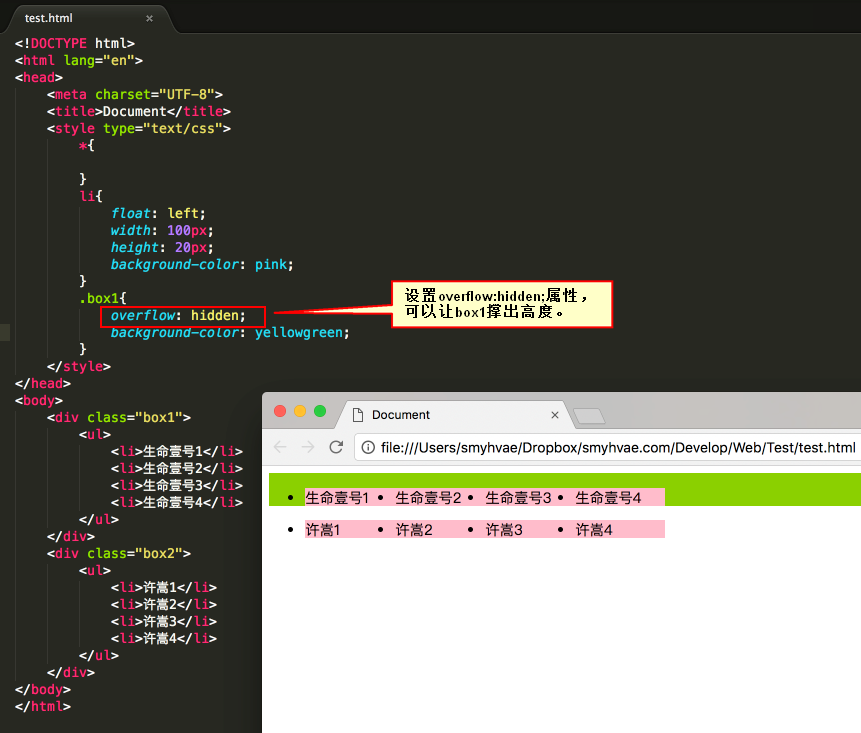 test.html
<!DOCTYPE html>
<html lang="en">
<head>
<meta charset="UTF-8">
<title>Document</title>
<style type="text/css">
*{
}
li{
float: left;
width: 100px;
height: 20px;
background-color: pink;
}
.box1{
overflow: hidden;
background-color: yellowgreen;
}
</style>
</head>
<body>
<div class="box1">
<ul>
<li>生命壹号1</li>
<li>生命壹号2</li>
<li>生命壹号3</li>
<li>生命壹号4</li>
</ul>
</div>
<div class="box2">
<ul>
<li>许嵩1</li>
<li>许嵩2</li>
<li>许嵩3</li>
<li>许嵩4</li>
</ul>
</div>
</body>
</html>
设置overflow:hidden;属性，
可以让box1撑出高度。
Document
file:///Users/smyhvae/Dropbox/smyhvae.com/Develop/Web/Test/test.html
• 生命壹号1 • 生命壹号2 • 生命壹号3 • 生命壹号4
• 许嵩1 • 许嵩2 • 许嵩3 • 许嵩4